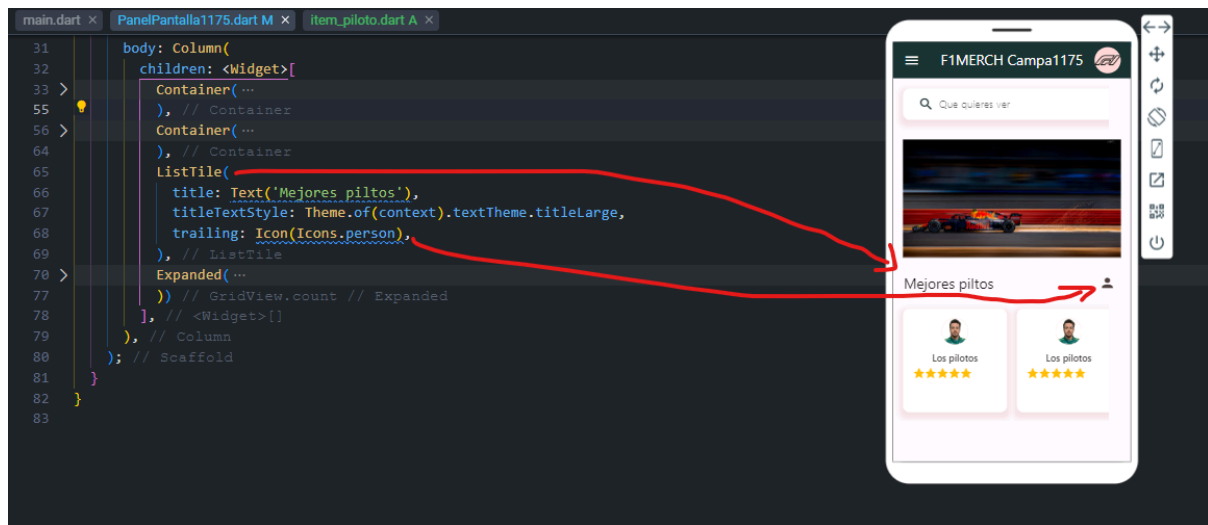 main.dart × PanelPantalla1175.dart M × item_piloto.dart A ×
31 body: Column(
32 children: <Widget>[
33 > Container( ⋯
55 ), // Container
56 > Container( ⋯
64 ), // Container
65 ListTile(
66 title: Text('Mejores piltos'),
67 titleTextStyle: Theme.of(context).textTheme.titleLarge,
68 trailing: Icon(Icons.person),
69 ), // ListTile
70 > Expanded( ⋯
77 )) // GridView.count // Expanded
78 ], // <Widget>[]
79 ), // Column
80 ); // Scaffold
81 }
82 }
83
F1MERCH Campa1175
Que quieres ver
Mejores piltos
Los pilotos Los pilotos